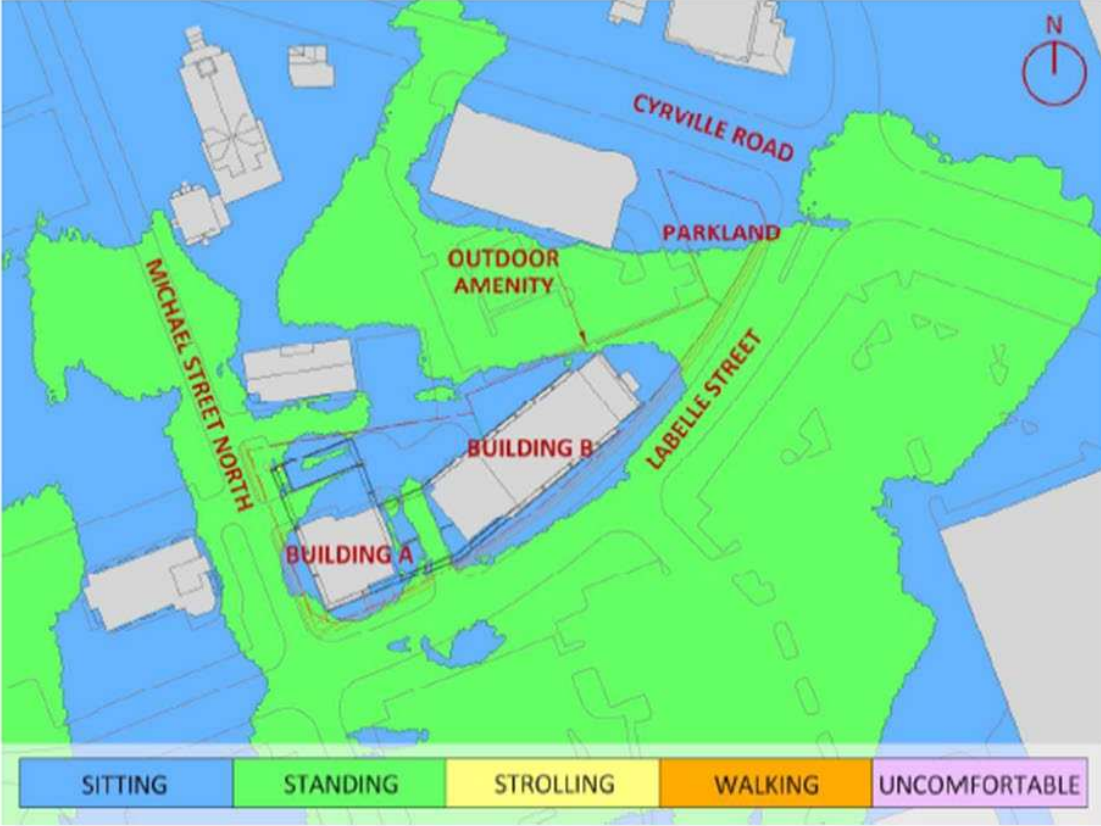 N
CYRVILLE ROAD
PARKLAND
OUTDOOR
AMENITY
MICHAEL STREET NORTH
LABELLE STREET
BUILDING B
BUILDING A
SITTING
STANDING
STROLLING
WALKING
UNCOMFORTABLE